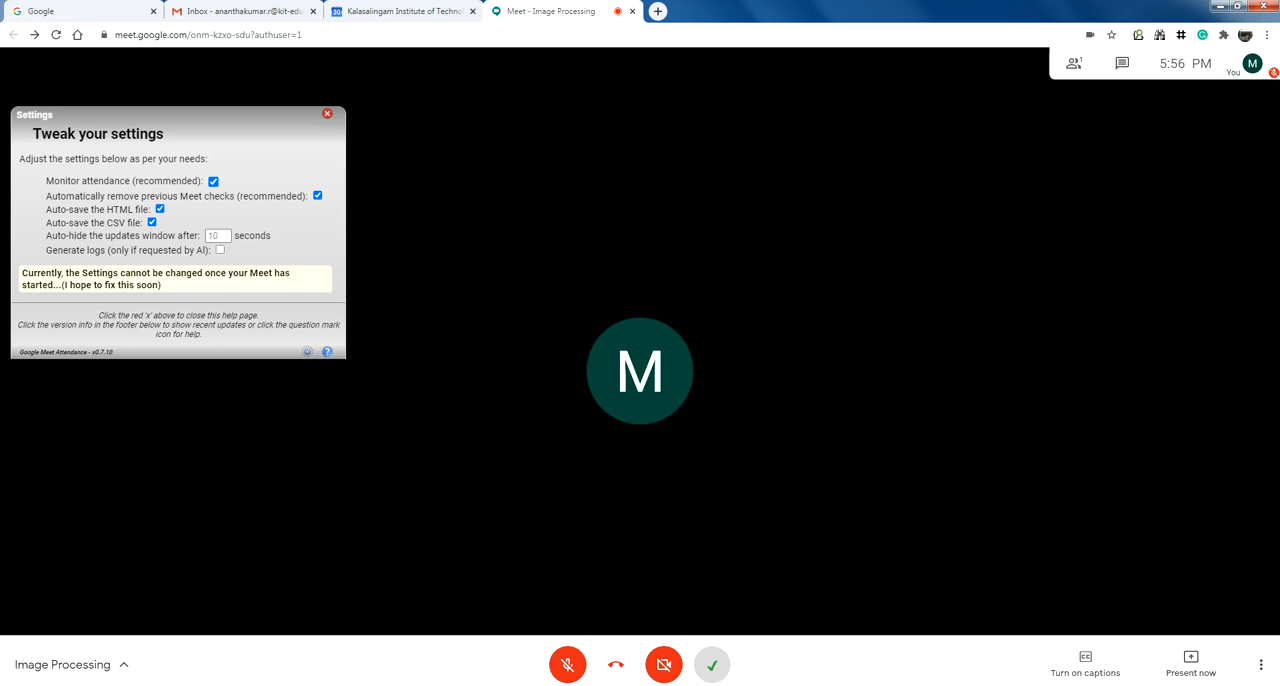 Google
Inbox - ananthakumar.r@kit-edu
30 Kalasalingam Institute of Technol
Meet - Image Processing
meet.google.com/onm-kzxo-sdu?authuser=1
1
5:56 PM
You
M
Settings
Tweak your settings
Adjust the settings below as per your needs:
Monitor attendance (recommended):
Automatically remove previous Meet checks (recommended):
Auto-save the HTML file:
Auto-save the CSV file:
Auto-hide the updates window after: 10 seconds
Generate logs (only if requested by Al):
Currently, the Settings cannot be changed once your Meet has
started...(I hope to fix this soon)
Click the red 'x' above to close this help page.
Click the version info in the footer below to show recent updates or click the question mark
icon for help.
Google Meet Attendance - v0.7.10
?
M
Image Processing
CC
Turn on captions
Present now